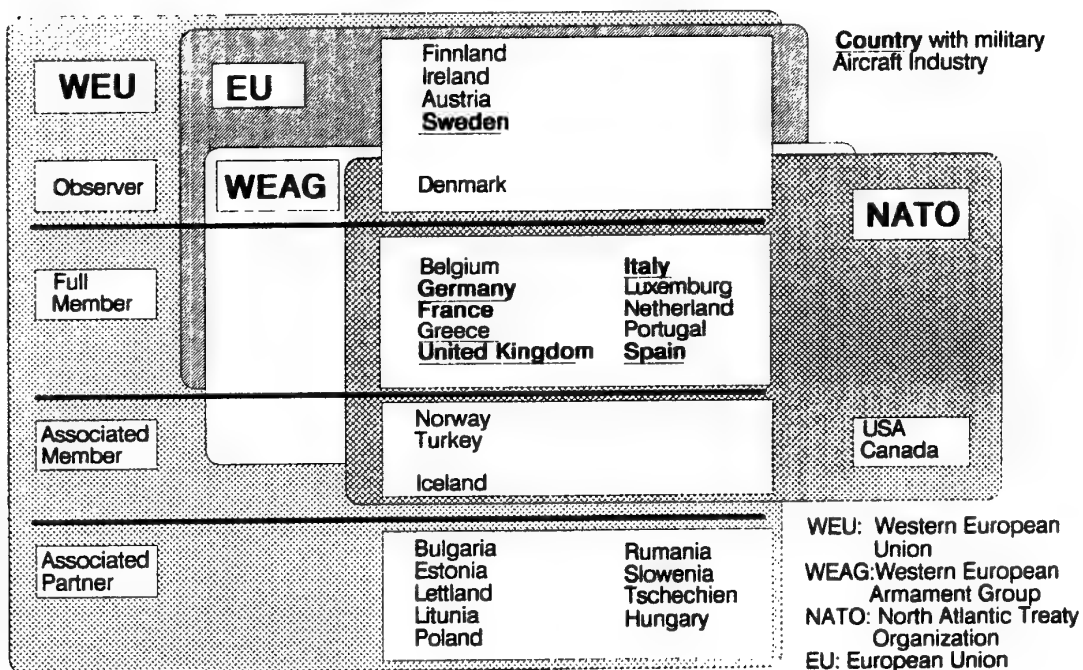 Country with military
Aircraft Industry
WEU
EU
Finnland
Ireland
Austria
Sweden
Observer
WEAG
Denmark
NATO
Full
Member
Belgium
Germany
France
Greece
United Kingdom
Italy
Luxemburg
Netherland
Portugal
Spain
Associated
Member
Norway
Turkey
Iceland
USA
Canada
Associated
Partner
Bulgaria
Estonia
Lettland
Litunia
Poland
Rumania
Slowenia
Tschechien
Hungary
WEU: Western European
Union
WEAG:Western European
Armament Group
NATO: North Atlantic Treaty
Organization
EU: European Union